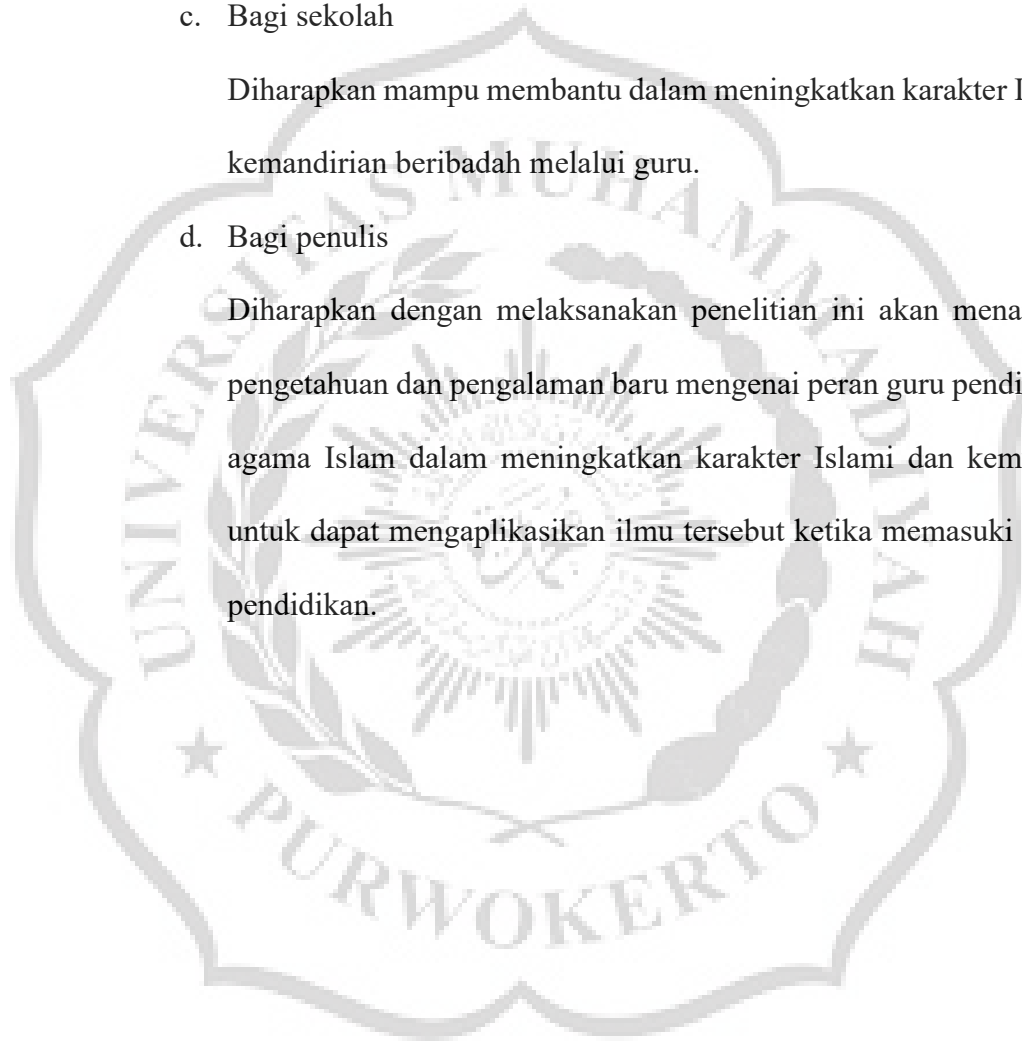 c. Bagi sekolah
Diharapkan mampu membantu dalam meningkatkan karakter
kemandirian beribadah melalui guru.
d. Bagi penulis
Diharapkan dengan melaksanakan penelitian ini akan
pengetahuan dan pengalaman baru mengenai peran guru
agama Islam dalam meningkatkan karakter Islami dan
untuk dapat mengaplikasikan ilmu tersebut ketika memasuki
pendidikan.
UNIVERSITAS MUHAMMADIYAH
PURWOKERTO